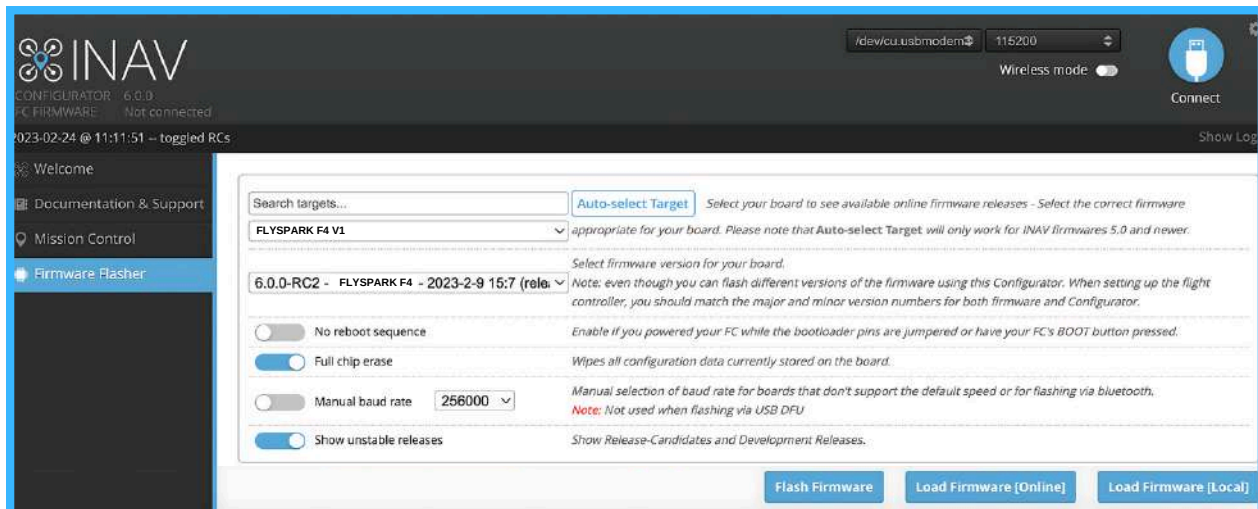 INAV
CONFIGURATOR 6.0.0
FC FIRMWARE Not connected
/dev/cu.usbmodem 115200
Wireless mode
Connect
2023-02-24 @ 11:11:51 -- toggled RCs
Show Log
Welcome
Documentation & Support
Mission Control
Firmware Flasher
Search targets...
Auto-select Target
Select your board to see available online firmware releases - Select the correct firmware
FLYSPARK F4 V1
appropriate for your board. Please note that Auto-select Target will only work for INAV firmwares 5.0 and newer.
Select firmware version for your board.
6.0.0-RC2 - FLYSPARK F4 - 2023-2-9 15:7 (rele
Note: even though you can flash different versions of the firmware using this Configurator. When setting up the flight
controller, you should match the major and minor version numbers for both firmware and Configurator.
No reboot sequence
Enable if you powered your FC while the bootloader pins are jumpered or have your FC's BOOT button pressed.
Full chip erase
Wipes all configuration data currently stored on the board.
Manual baud rate 256000
Manual selection of baud rate for boards that don't support the default speed or for flashing via bluetooth.
Note: Not used when flashing via USB DFU
Show unstable releases
Show Release-Candidates and Development Releases.
Flash Firmware
Load Firmware [Online]
Load Firmware [Local]